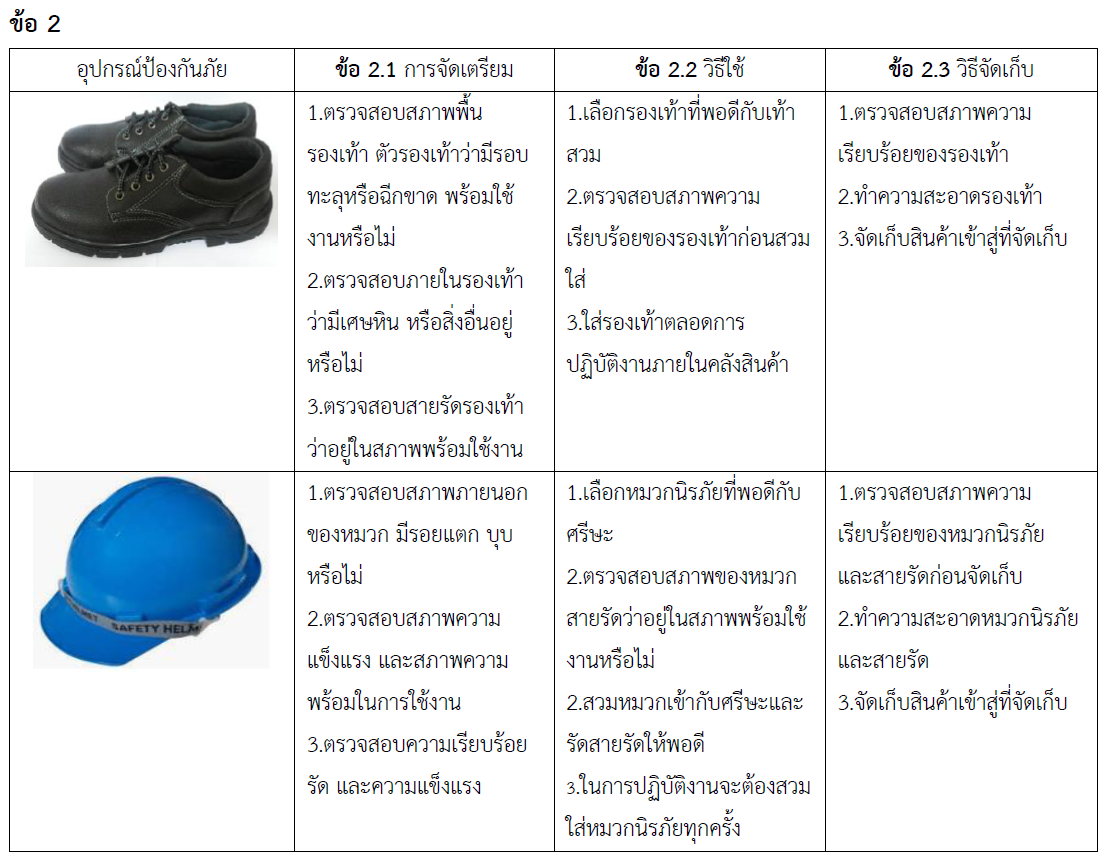 ข้อ 2
อุปกรณ์ป้องกันภัย
ข้อ 2.1 การจัดเตรียม
ข้อ 2.2 วิธีใช้
ข้อ 2.3 วิธีจัดเก็บ
1.ตรวจสอบสภาพพื้น
รองเท้า ตัวรองเท้าว่ามีรอบ
ทะลุหรือฉีกขาด พร้อมใช้
งานหรือไม่
2.ตรวจสอบภายในรองเท้า
ว่ามีเศษหิน หรือสิ่งอื่นอยู่
หรือไม่
3.ตรวจสอบสายรัดรองเท้า
ว่าอยู่ในสภาพพร้อมใช้งาน
1.เลือกรองเท้าที่พอดีกับเท้า
สวม
2.ตรวจสอบสภาพความ
เรียบร้อยของรองเท้าก่อนสวม
ใส่
3.ใส่รองเท้าตลอดการ
ปฏิบัติงานภายในคลังสินค้า
1.ตรวจสอบสภาพความ
เรียบร้อยของรองเท้า
2.ทำความสะอาดรองเท้า
3.จัดเก็บสินค้าเข้าสู่ที่จัดเก็บ
SAFETY HELM
1.ตรวจสอบสภาพภายนอก
ของหมวก มีรอยแตก บุบ
หรือไม่
2.ตรวจสอบสภาพความ
แข็งแรง และสภาพความ
พร้อมในการใช้งาน
3.ตรวจสอบความเรียบร้อย
รัด และความแข็งแรง
1.เลือกหมวกนิรภัยที่พอดีกับ
ศรีษะ
2.ตรวจสอบสภาพของหมวก
สายรัดว่าอยู่ในสภาพพร้อมใช้
งานหรือไม่
2.สวมหมวกเข้ากับศรีษะและ
รัดสายรัดให้พอดี
3.ในการปฏิบัติงานจะต้องสวม
ใส่หมวกนิรภัยทุกครั้ง
1.ตรวจสอบสภาพความ
เรียบร้อยของหมวกนิรภัย
และสายรัดก่อนจัดเก็บ
2.ทำความสะอาดหมวกนิรภัย
และสายรัด
3.จัดเก็บสินค้าเข้าสู่ที่จัดเก็บ